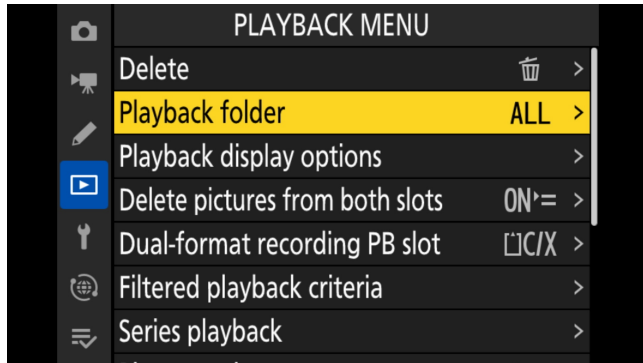 PLAYBACK MENU
Delete
Playback folder ALL
Playback display options
Delete pictures from both slots ON
Dual-format recording PB slot C/X
Filtered playback criteria
Series playback